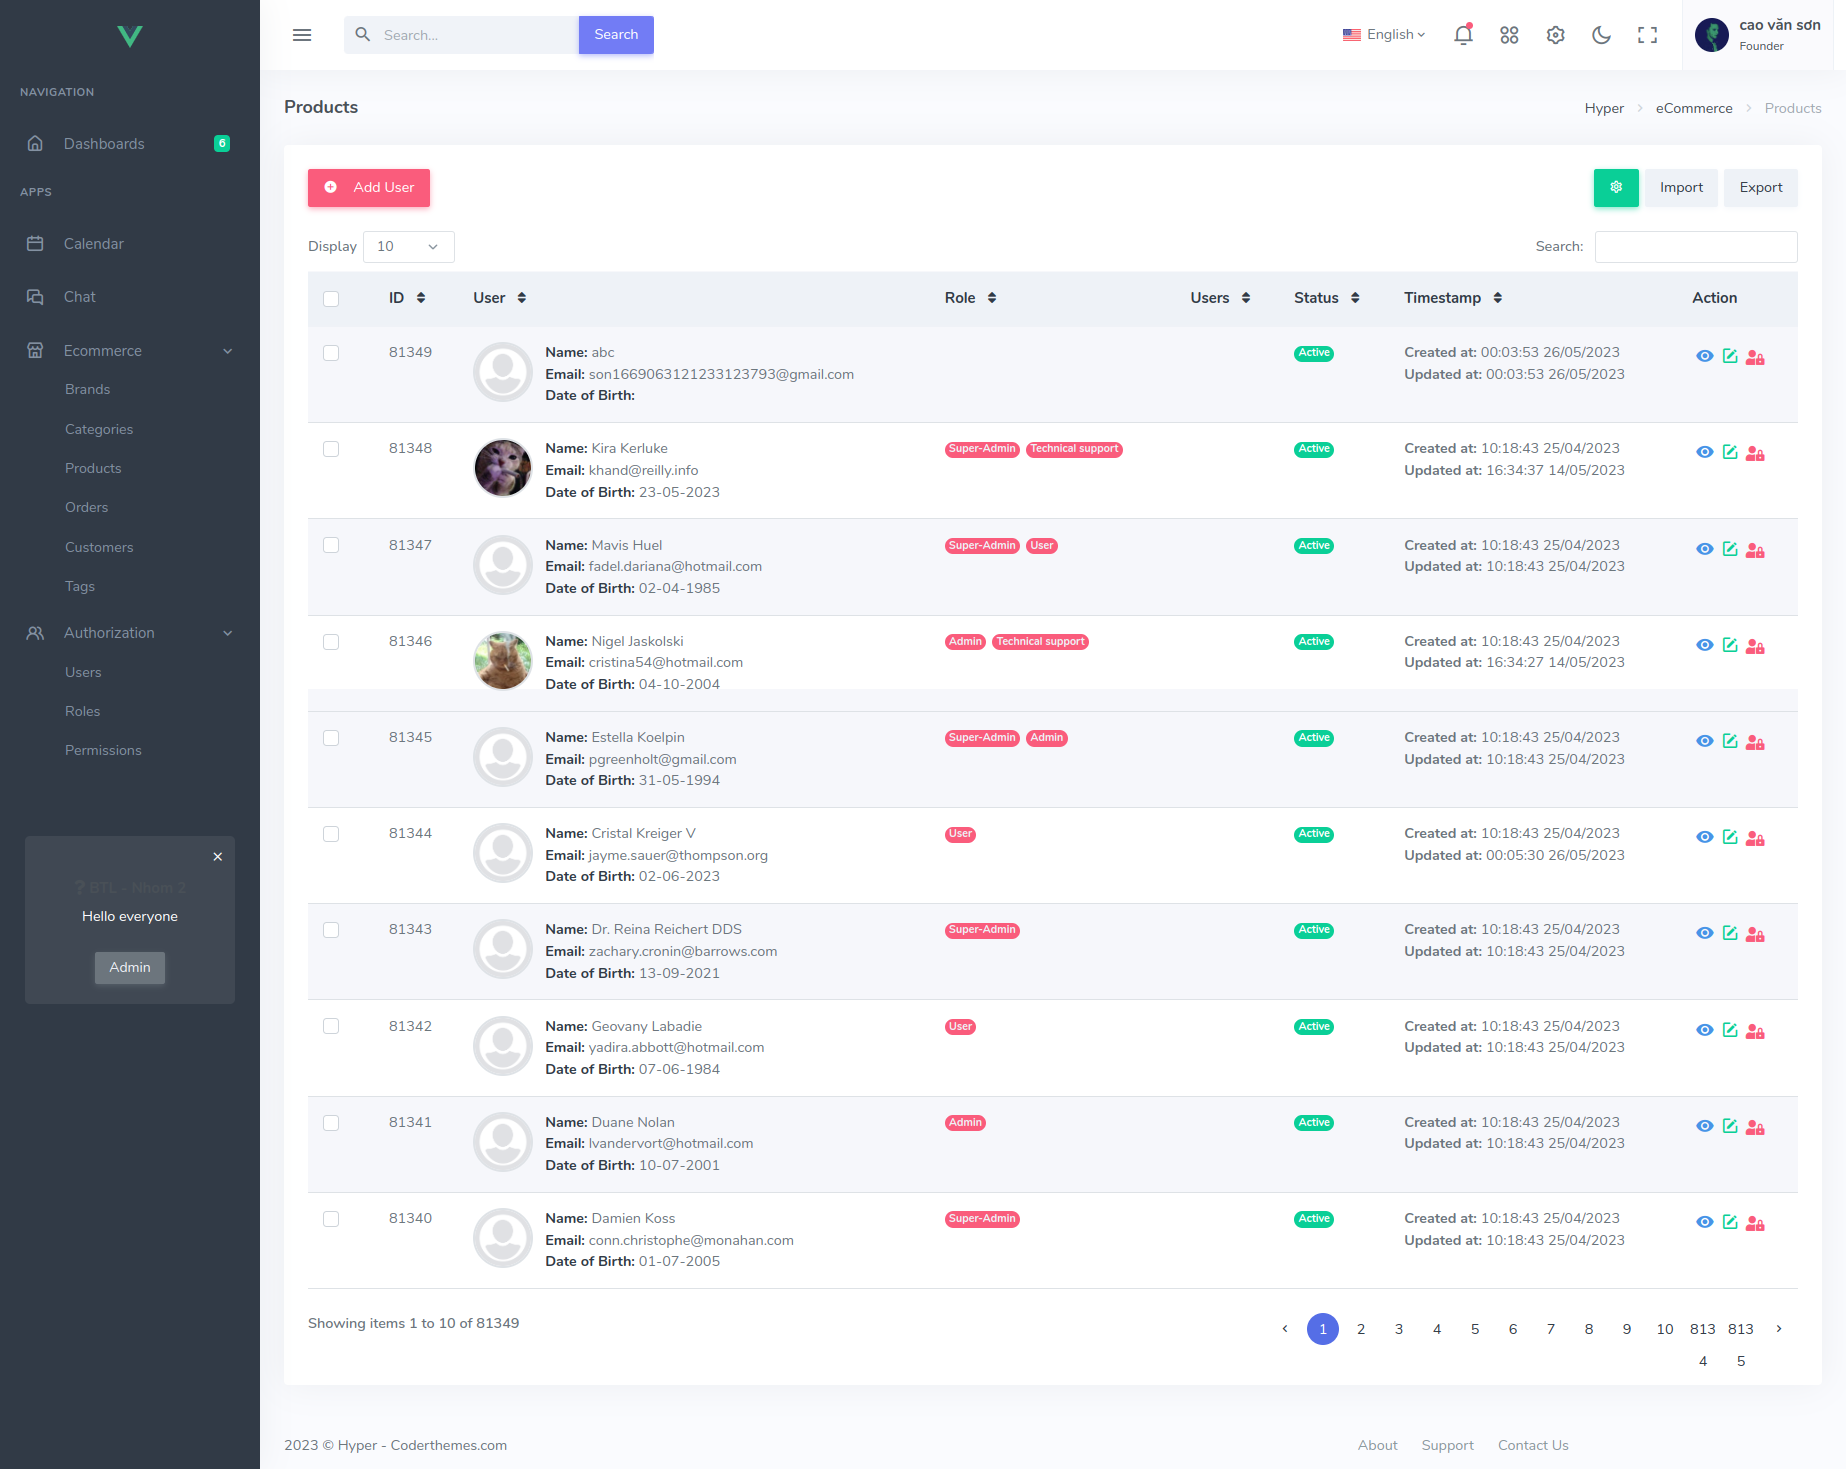 NAVIGATION
Dashboards 6
APPS
Calendar
Chat
Ecommerce
Brands
Categories
Products
Orders
Customers
Tags
Authorization
Users
Roles
Permissions
? BTL - Nhom 2
Hello everyone
Admin
Search... Search
English
cao văn sơn
Founder
Products
Hyper eCommerce Products
Add User
Import Export
Display 10
Search:
ID User Role Users Status Timestamp Action
81349 Name: abc Active Created at: 00:03:53 26/05/2023
Email: son1669063121233123793@gmail.com Updated at: 00:03:53 26/05/2023
Date of Birth:
81348 Name: Kira Kerluke Super-Admin Technical support Active Created at: 10:18:43 25/04/2023
Email: khand@reilly.info Updated at: 16:34:37 14/05/2023
Date of Birth: 23-05-2023
81347 Name: Mavis Huel Super-Admin User Active Created at: 10:18:43 25/04/2023
Email: fadel.dariana@hotmail.com Updated at: 10:18:43 25/04/2023
Date of Birth: 02-04-1985
81346 Name: Nigel Jaskolski Admin Technical support Active Created at: 10:18:43 25/04/2023
Email: cristina54@hotmail.com Updated at: 16:34:27 14/05/2023
Date of Birth: 04-10-2004
81345 Name: Estella Koelpin Super-Admin Admin Active Created at: 10:18:43 25/04/2023
Email: pgreenholt@gmail.com Updated at: 10:18:43 25/04/2023
Date of Birth: 31-05-1994
81344 Name: Cristal Kreiger V User Active Created at: 10:18:43 25/04/2023
Email: jayme.sauer@thompson.org Updated at: 00:05:30 26/05/2023
Date of Birth: 02-06-2023
81343 Name: Dr. Reina Reichert DDS Super-Admin Active Created at: 10:18:43 25/04/2023
Email: zachary.cronin@barrows.com Updated at: 10:18:43 25/04/2023
Date of Birth: 13-09-2021
81342 Name: Geovany Labadie User Active Created at: 10:18:43 25/04/2023
Email: yadira.abbott@hotmail.com Updated at: 10:18:43 25/04/2023
Date of Birth: 07-06-1984
81341 Name: Duane Nolan Admin Active Created at: 10:18:43 25/04/2023
Email: lvandervort@hotmail.com Updated at: 10:18:43 25/04/2023
Date of Birth: 10-07-2001
81340 Name: Damien Koss Super-Admin Active Created at: 10:18:43 25/04/2023
Email: conn.christophe@monahan.com Updated at: 10:18:43 25/04/2023
Date of Birth: 01-07-2005
Showing items 1 to 10 of 81349
‹ 1 2 3 4 5 6 7 8 9 10 813 813 ›
4 5
2023 © Hyper - Coderthemes.com
About Support Contact Us